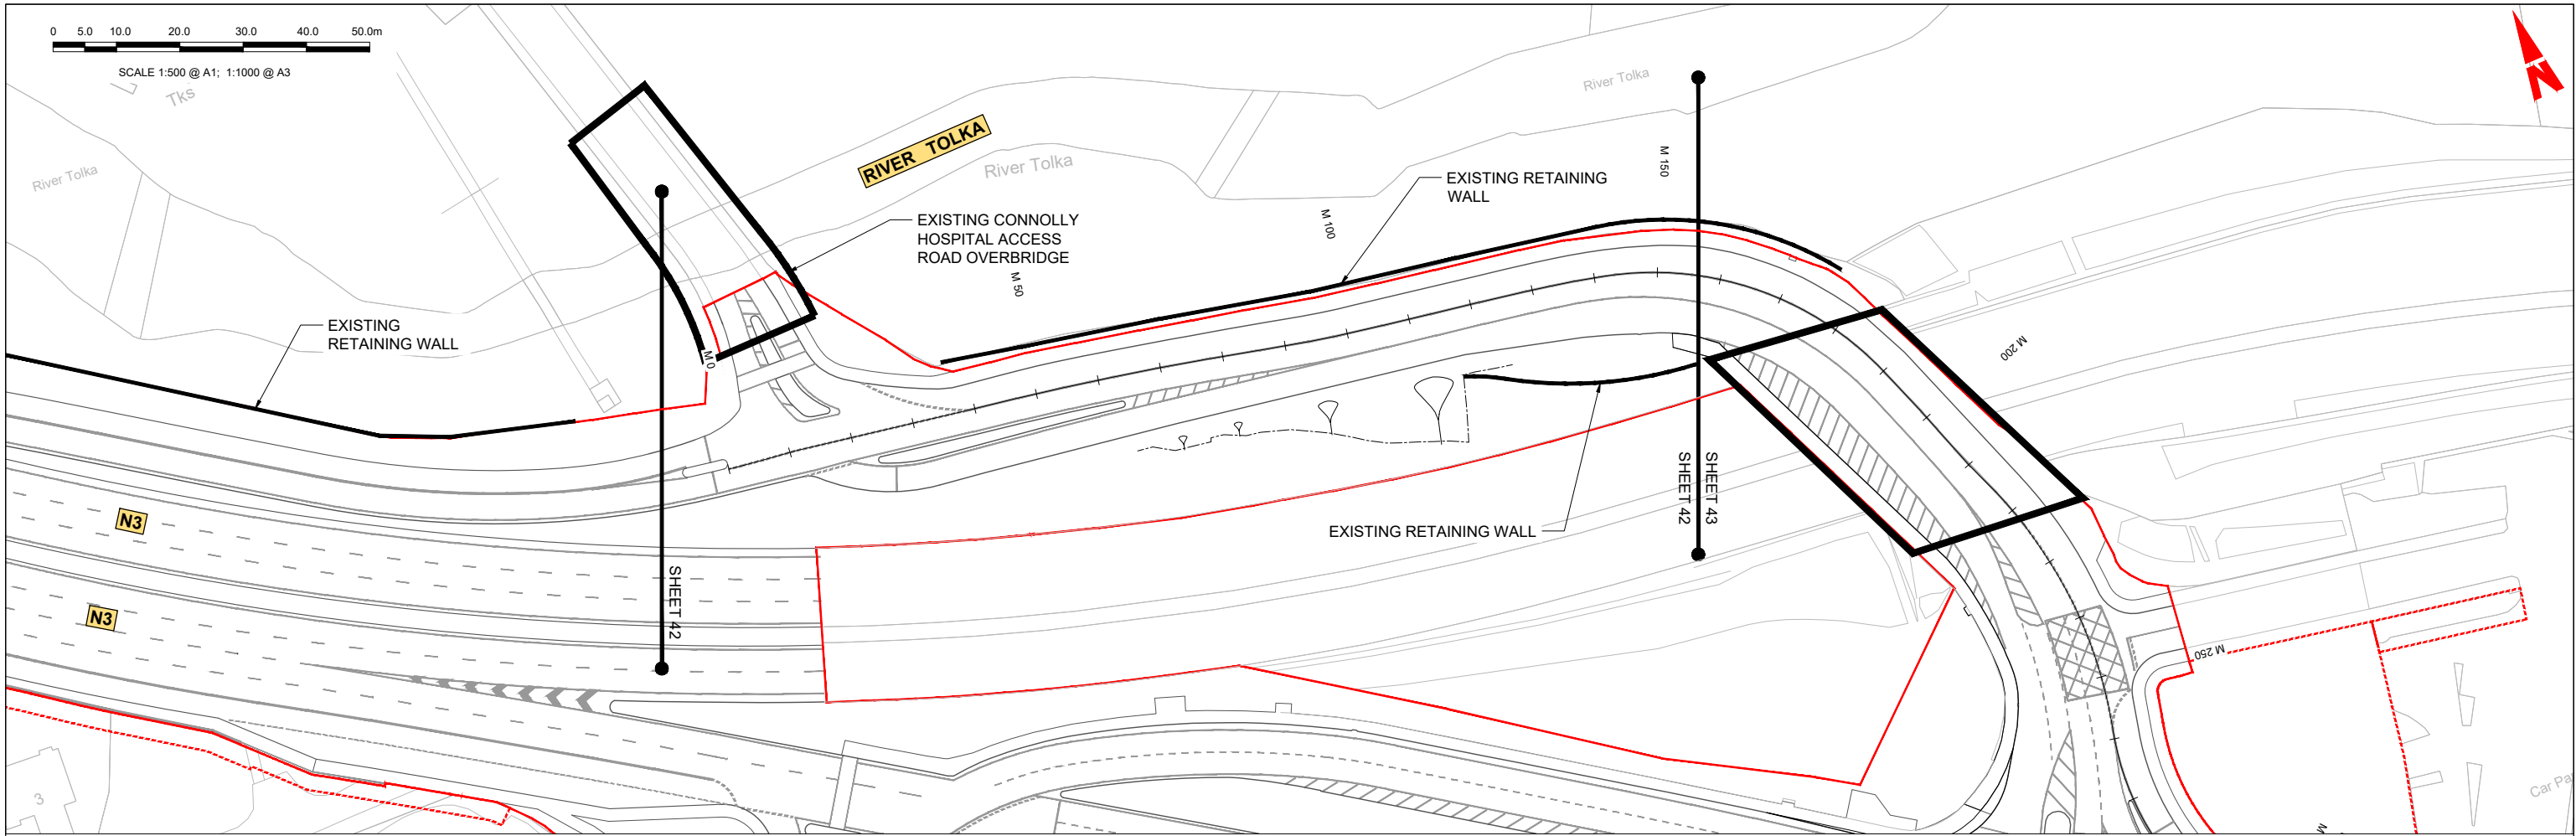 0 5.0 10.0 20.0 30.0 40.0 50.0m
SCALE 1:500 @ A1; 1:1000 @ A3
Tks
River Tolka
RIVER TOLKA
River Tolka
River Tolka
N
EXISTING CONNOLLY
HOSPITAL ACCESS
ROAD OVERBRIDGE
EXISTING RETAINING
WALL
EXISTING
RETAINING WALL
M 0
M 50
M 100
M 150
M 200
M 250
EXISTING RETAINING WALL
SHEET 43
SHEET 42
SHEET 42
N3
N3
3
M